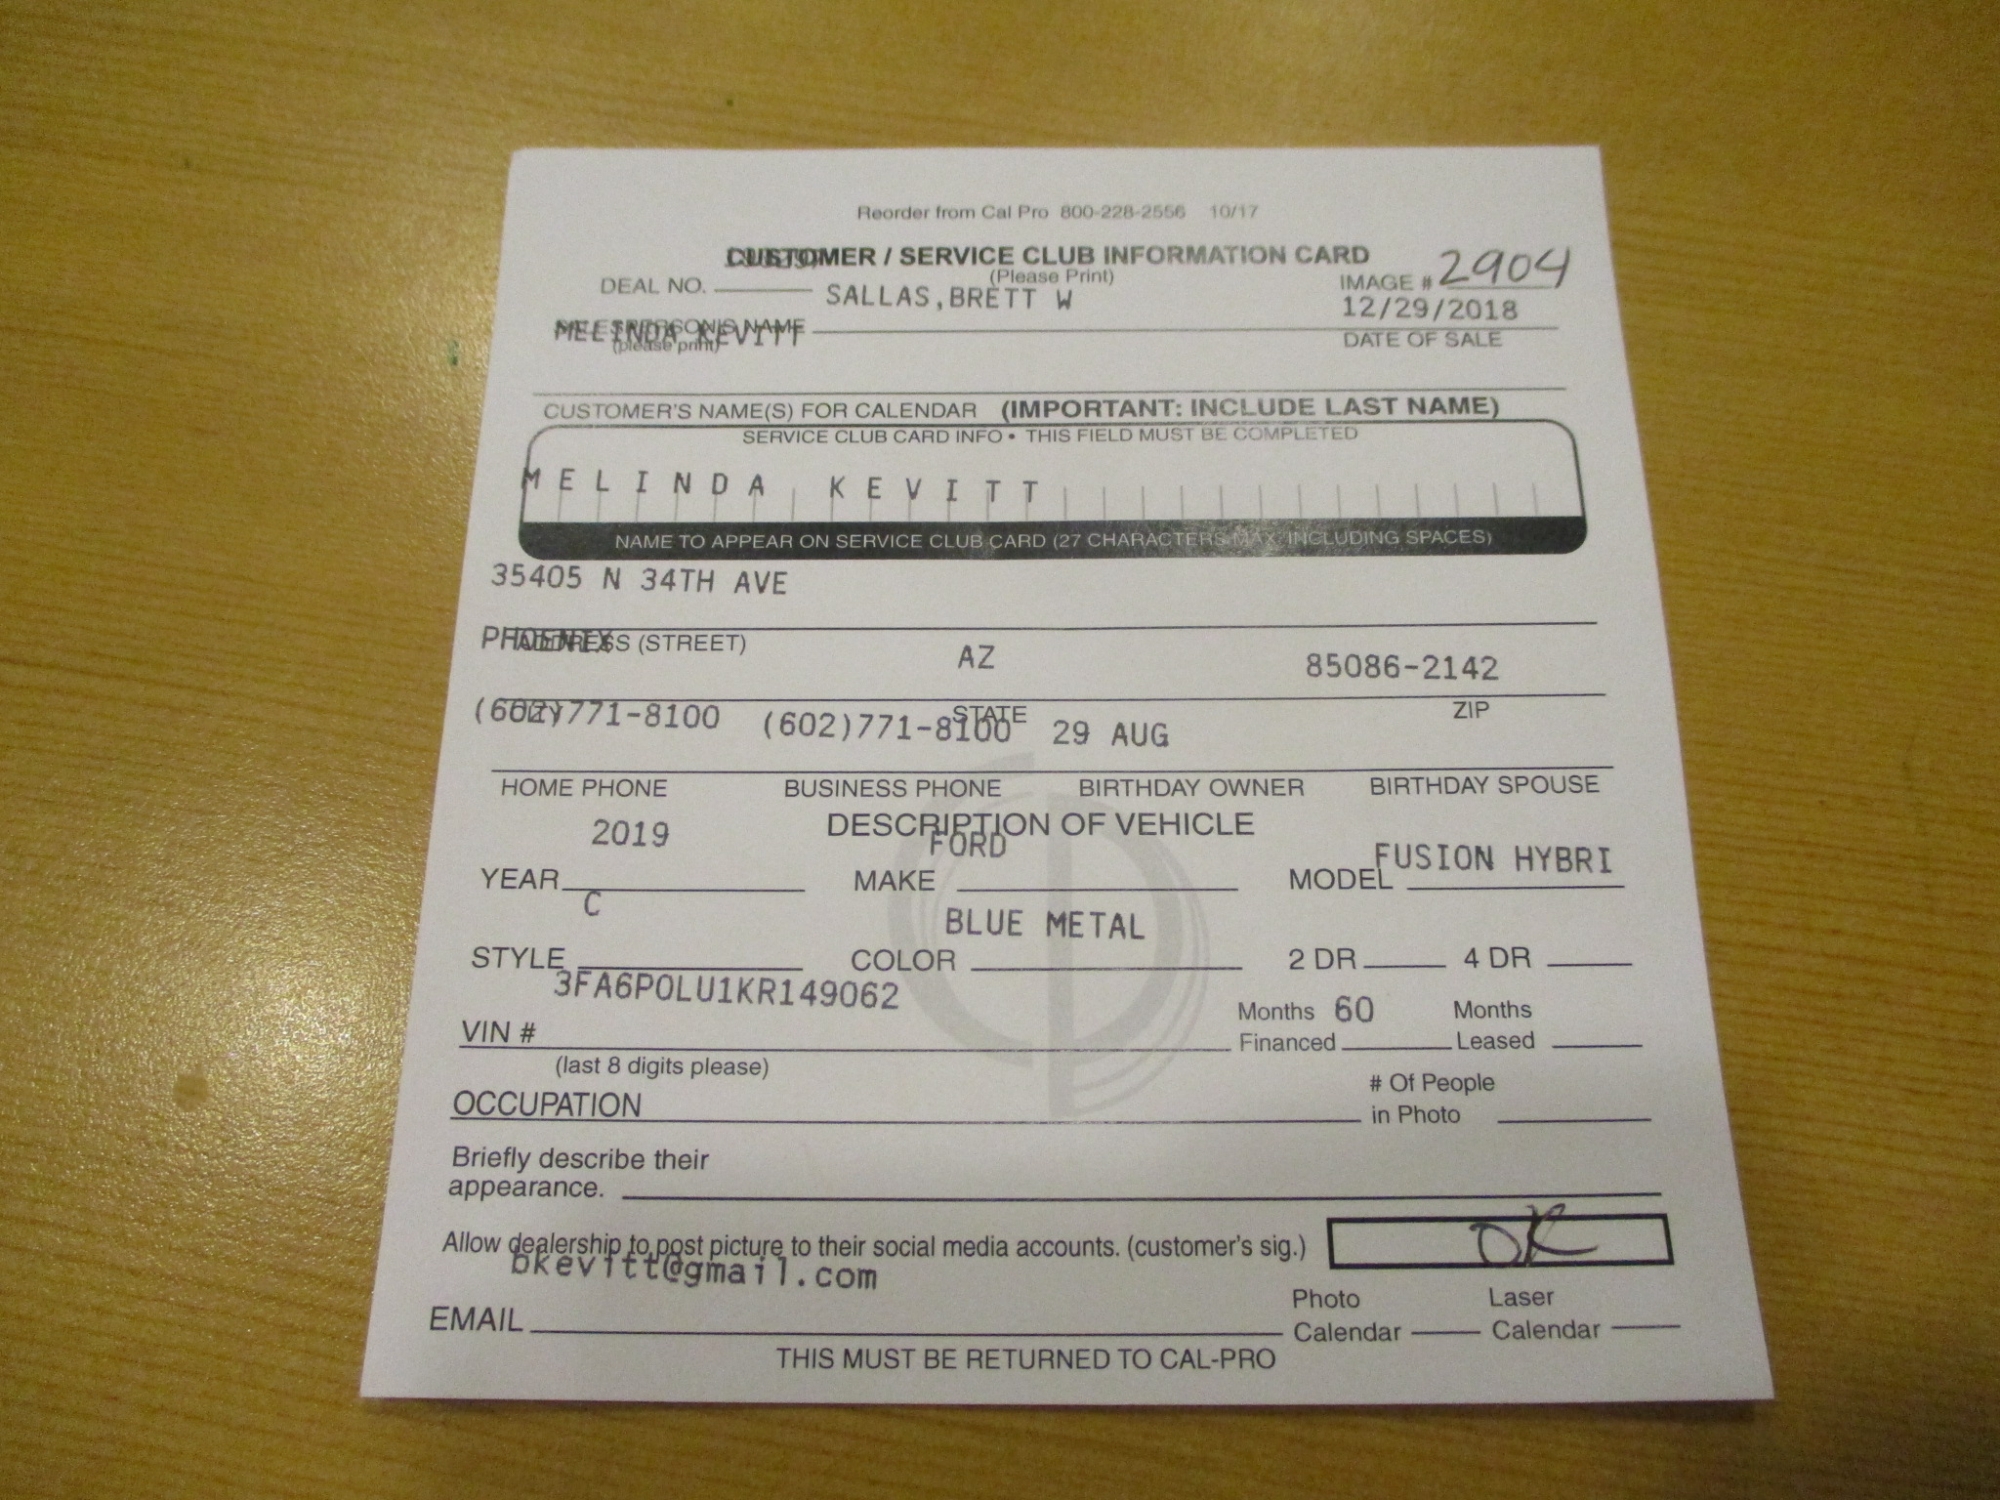 Reorder from Cal Pro 800-228-2556 10/17
CUSTOMER / SERVICE CLUB INFORMATION CARD
(Please Print)
DEAL NO.
SALLAS,BRETT W
IMAGE # 2904
12/29/2018
SALESPERSON'S NAME
MELINDA KEVITT
(please print)
DATE OF SALE
CUSTOMER'S NAME(S) FOR CALENDAR (IMPORTANT: INCLUDE LAST NAME)
SERVICE CLUB CARD INFO • THIS FIELD MUST BE COMPLETED
MELINDA KEVITT
NAME TO APPEAR ON SERVICE CLUB CARD (27 CHARACTERS MAX. INCLUDING SPACES)
35405 N 34TH AVE
ADDRESS (STREET)
PHOENIX AZ 85086-2142
CITY STATE ZIP
(602)771-8100 (602)771-8100 29 AUG
HOME PHONE BUSINESS PHONE BIRTHDAY OWNER BIRTHDAY SPOUSE
DESCRIPTION OF VEHICLE
2019 FORD FUSION HYBRI
YEAR MAKE MODEL
C BLUE METAL
STYLE COLOR 2 DR 4 DR
3FA6P0LU1KR149062
VIN # Months Financed 60 Months Leased
(last 8 digits please)
OCCUPATION # Of People in Photo
Briefly describe their
appearance.
Allow dealership to post picture to their social media accounts. (customer's sig.) OK
bkevitt@gmail.com
EMAIL Photo Calendar Laser Calendar
THIS MUST BE RETURNED TO CAL-PRO